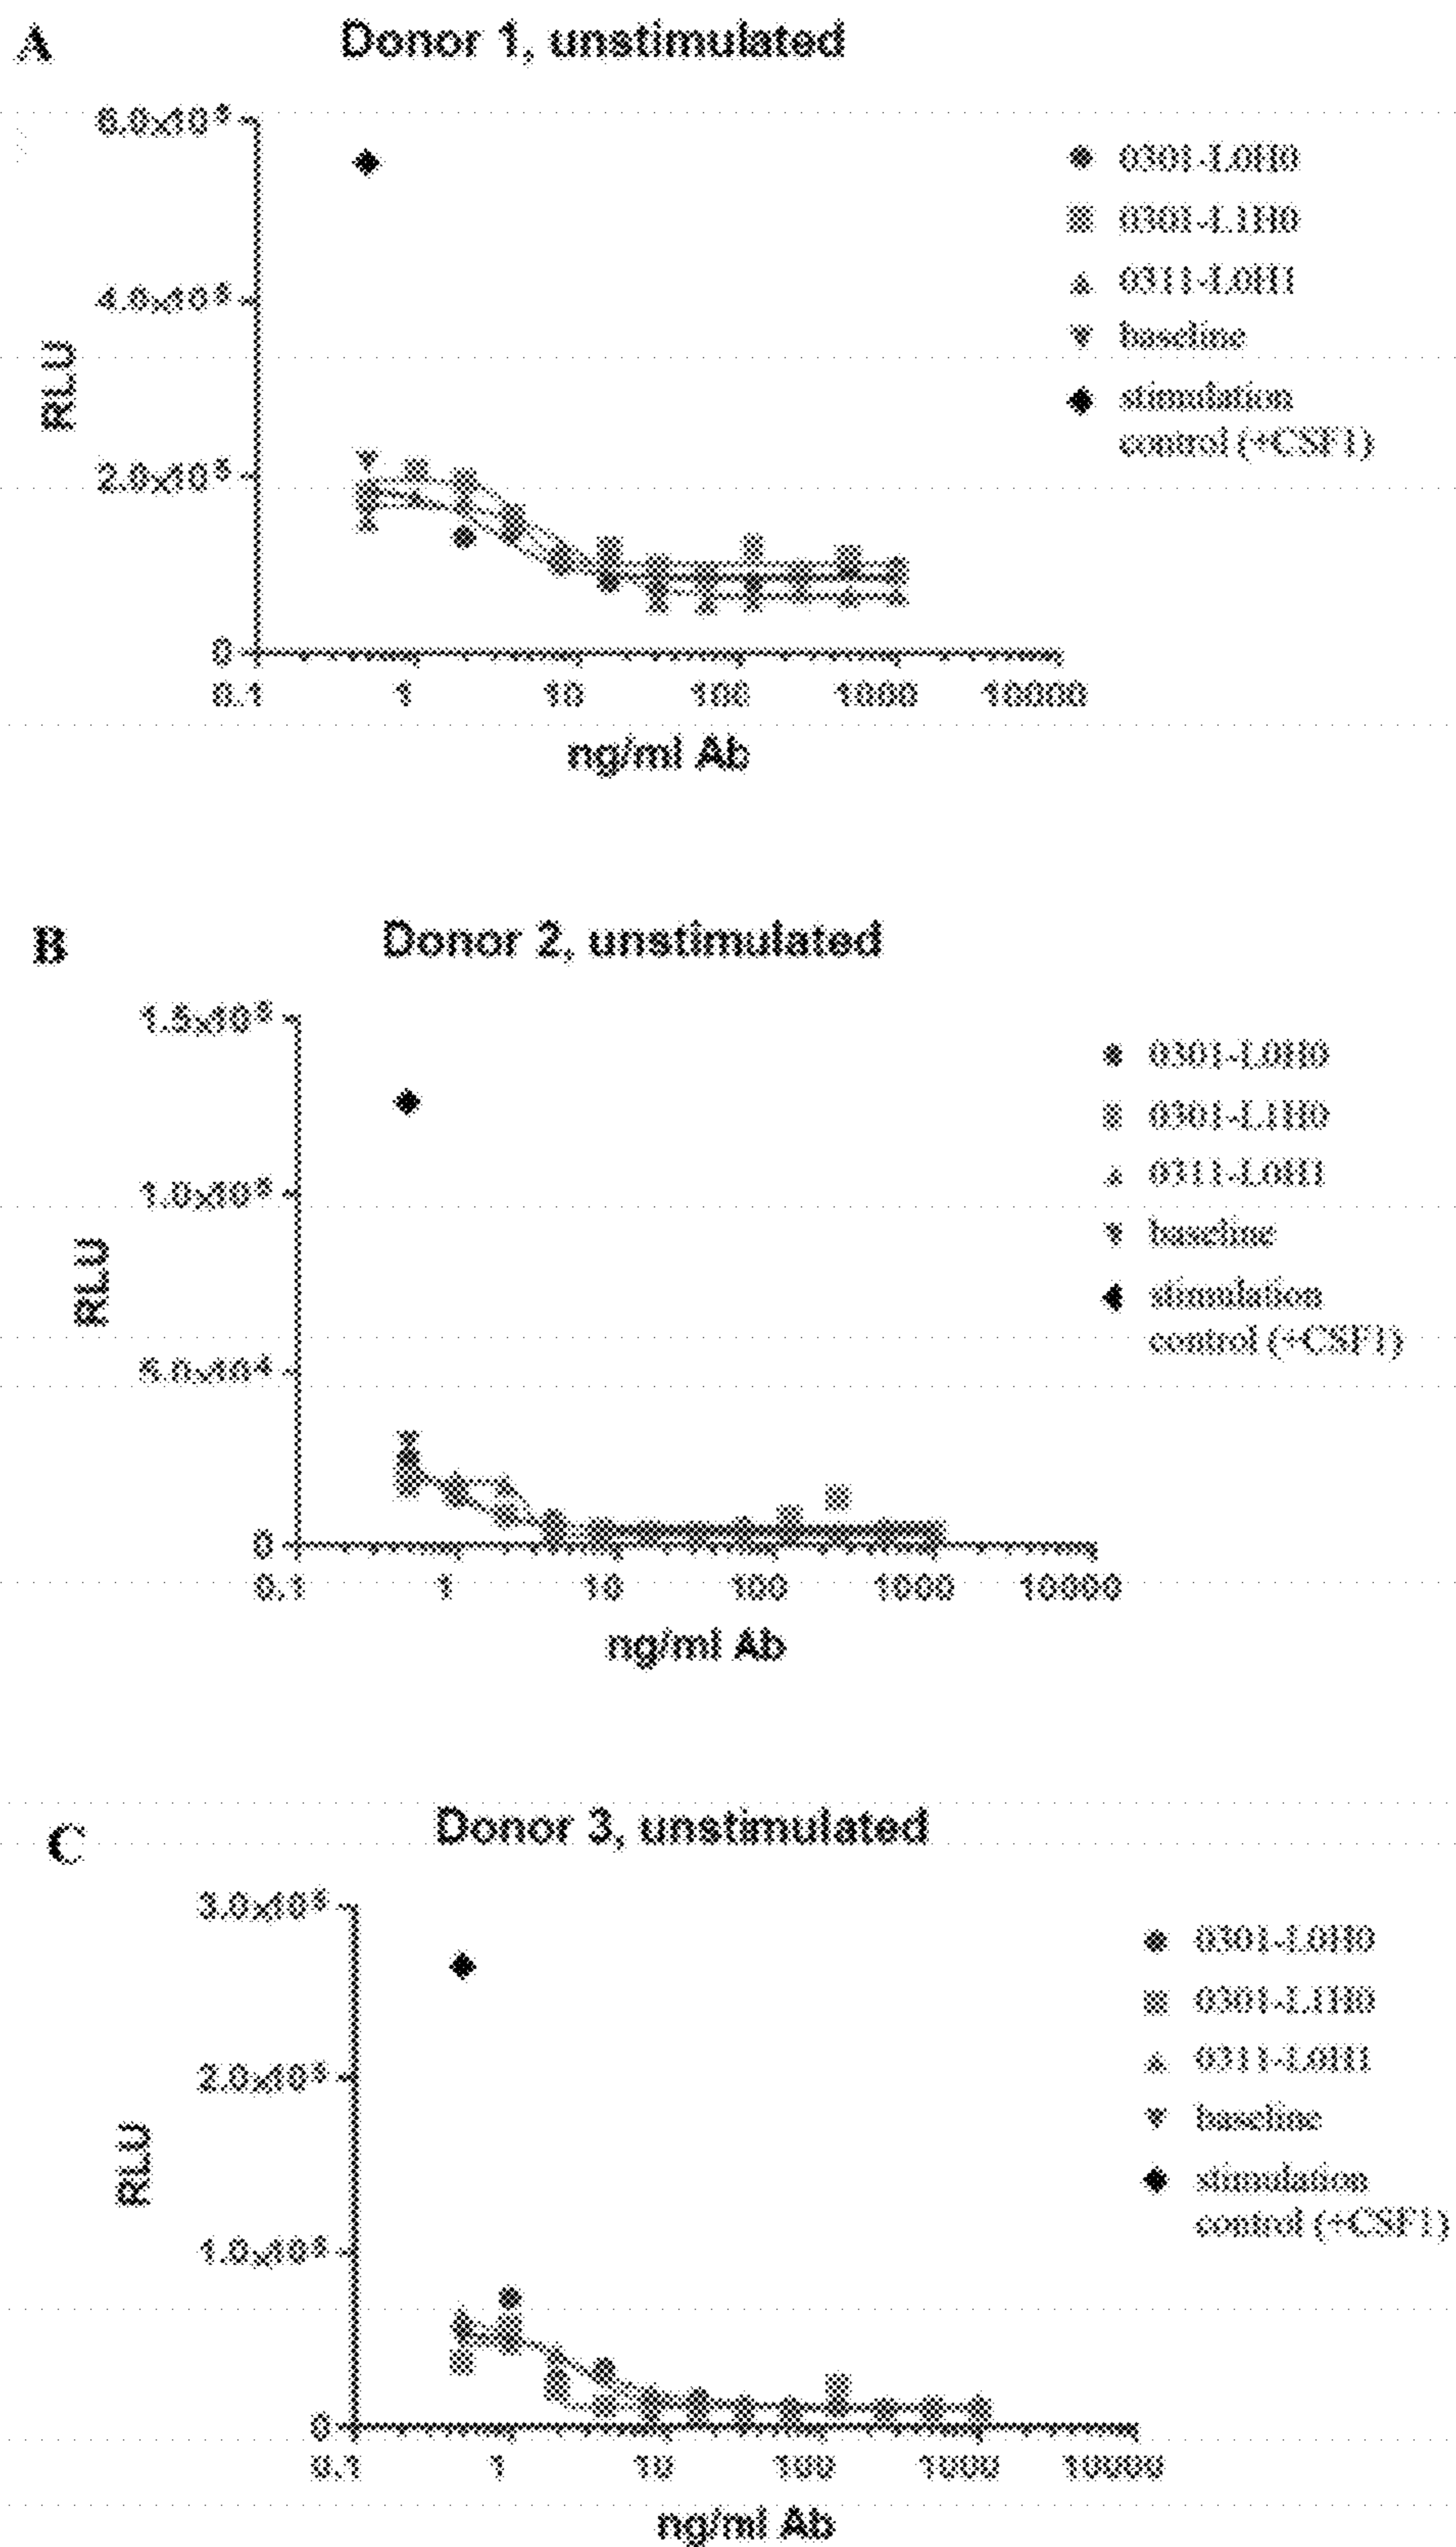 A
Donor 1, unstimulated
6.0x10⁵
4.0x10⁵
2.0x10⁵
0
RLU
0.1 1 10 100 1000 10000
ng/ml Ab
0301-L0H0
0301-L1H0
0311-L0H1
baseline
stimulation
control (+CSF1)
B
Donor 2, unstimulated
1.5x10⁵
1.0x10⁵
5.0x10⁴
0
RLU
0.1 1 10 100 1000 10000
ng/ml Ab
0301-L0H0
0301-L1H0
0311-L0H1
baseline
stimulation
control (+CSF1)
C
Donor 3, unstimulated
3.0x10⁵
2.0x10⁵
1.0x10⁵
0
RLU
0.1 1 10 100 1000 10000
ng/ml Ab
0301-L0H0
0301-L1H0
0311-L0H1
baseline
stimulation
control (+CSF1)